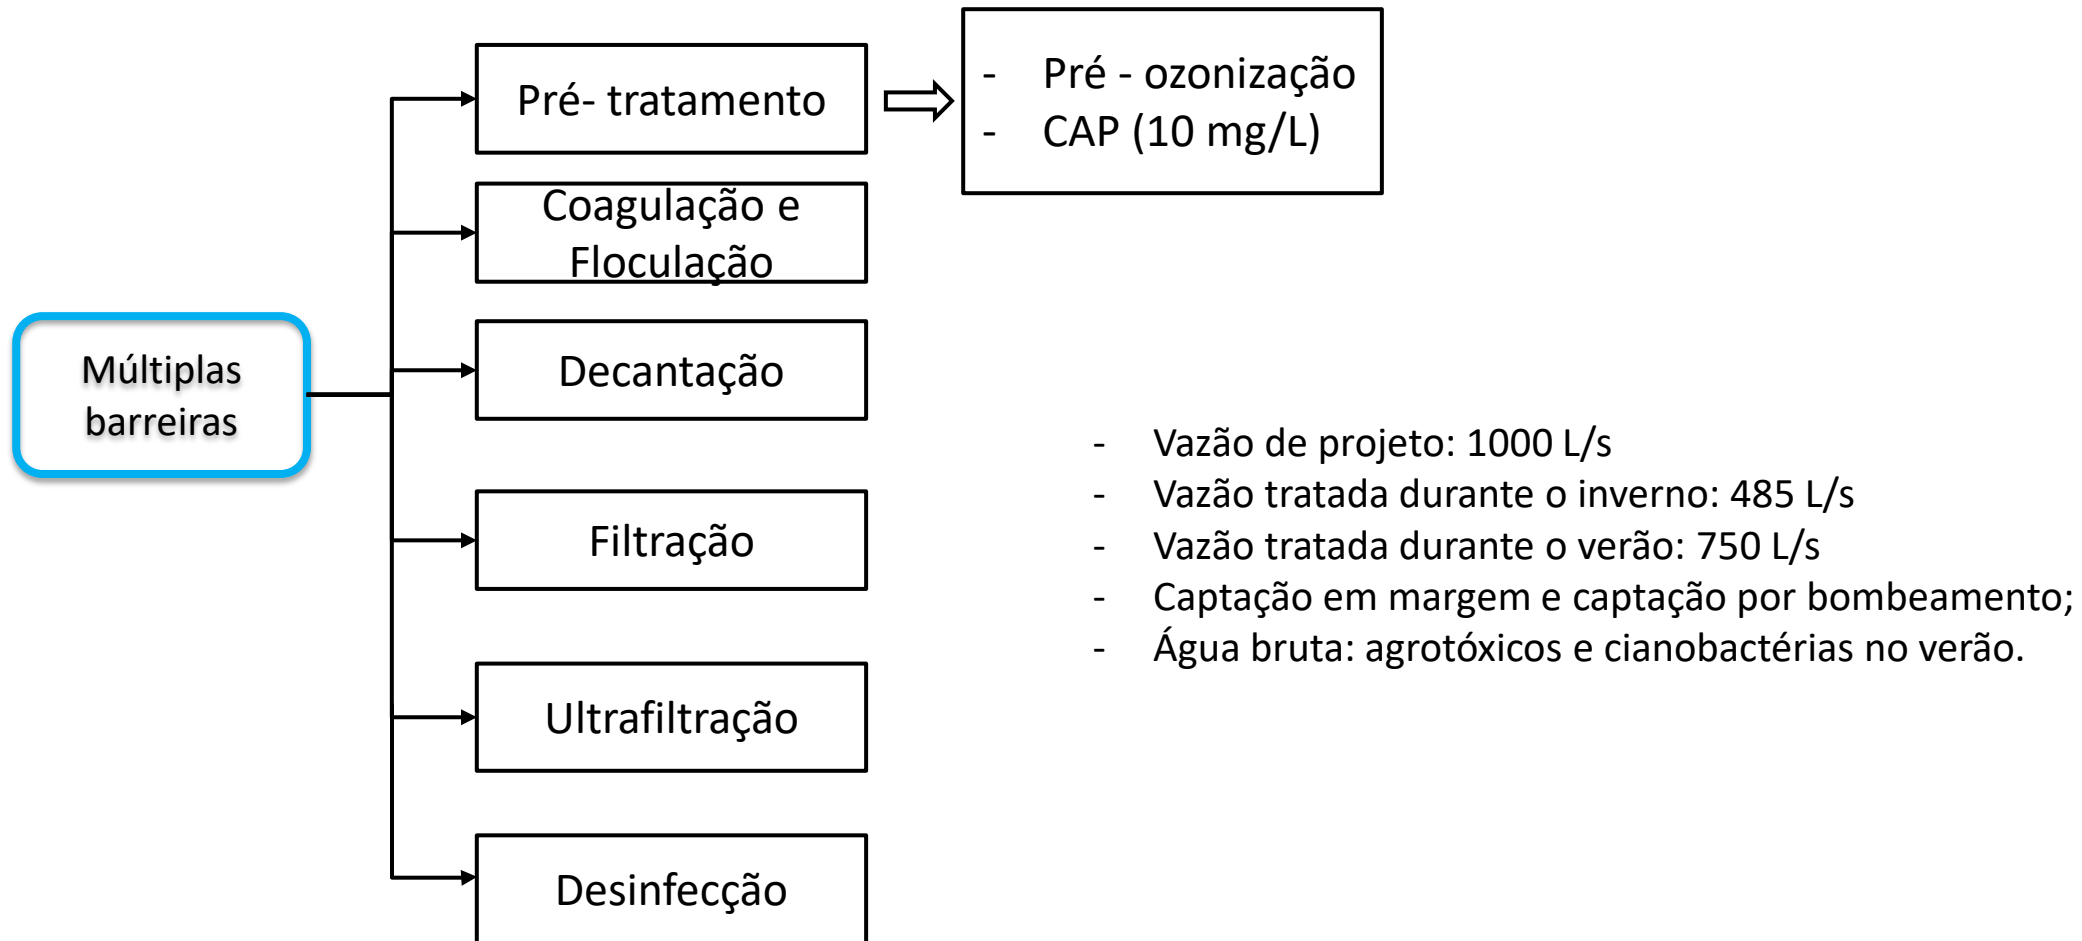 Múltiplas
barreiras
Pré- tratamento
- Pré - ozonização
- CAP (10 mg/L)
Coagulação e
Floculação
Decantação
Filtração
Ultrafiltração
Desinfecção
- Vazão de projeto: 1000 L/s
- Vazão tratada durante o inverno: 485 L/s
- Vazão tratada durante o verão: 750 L/s
- Captação em margem e captação por bombeamento;
- Água bruta: agrotóxicos e cianobactérias no verão.